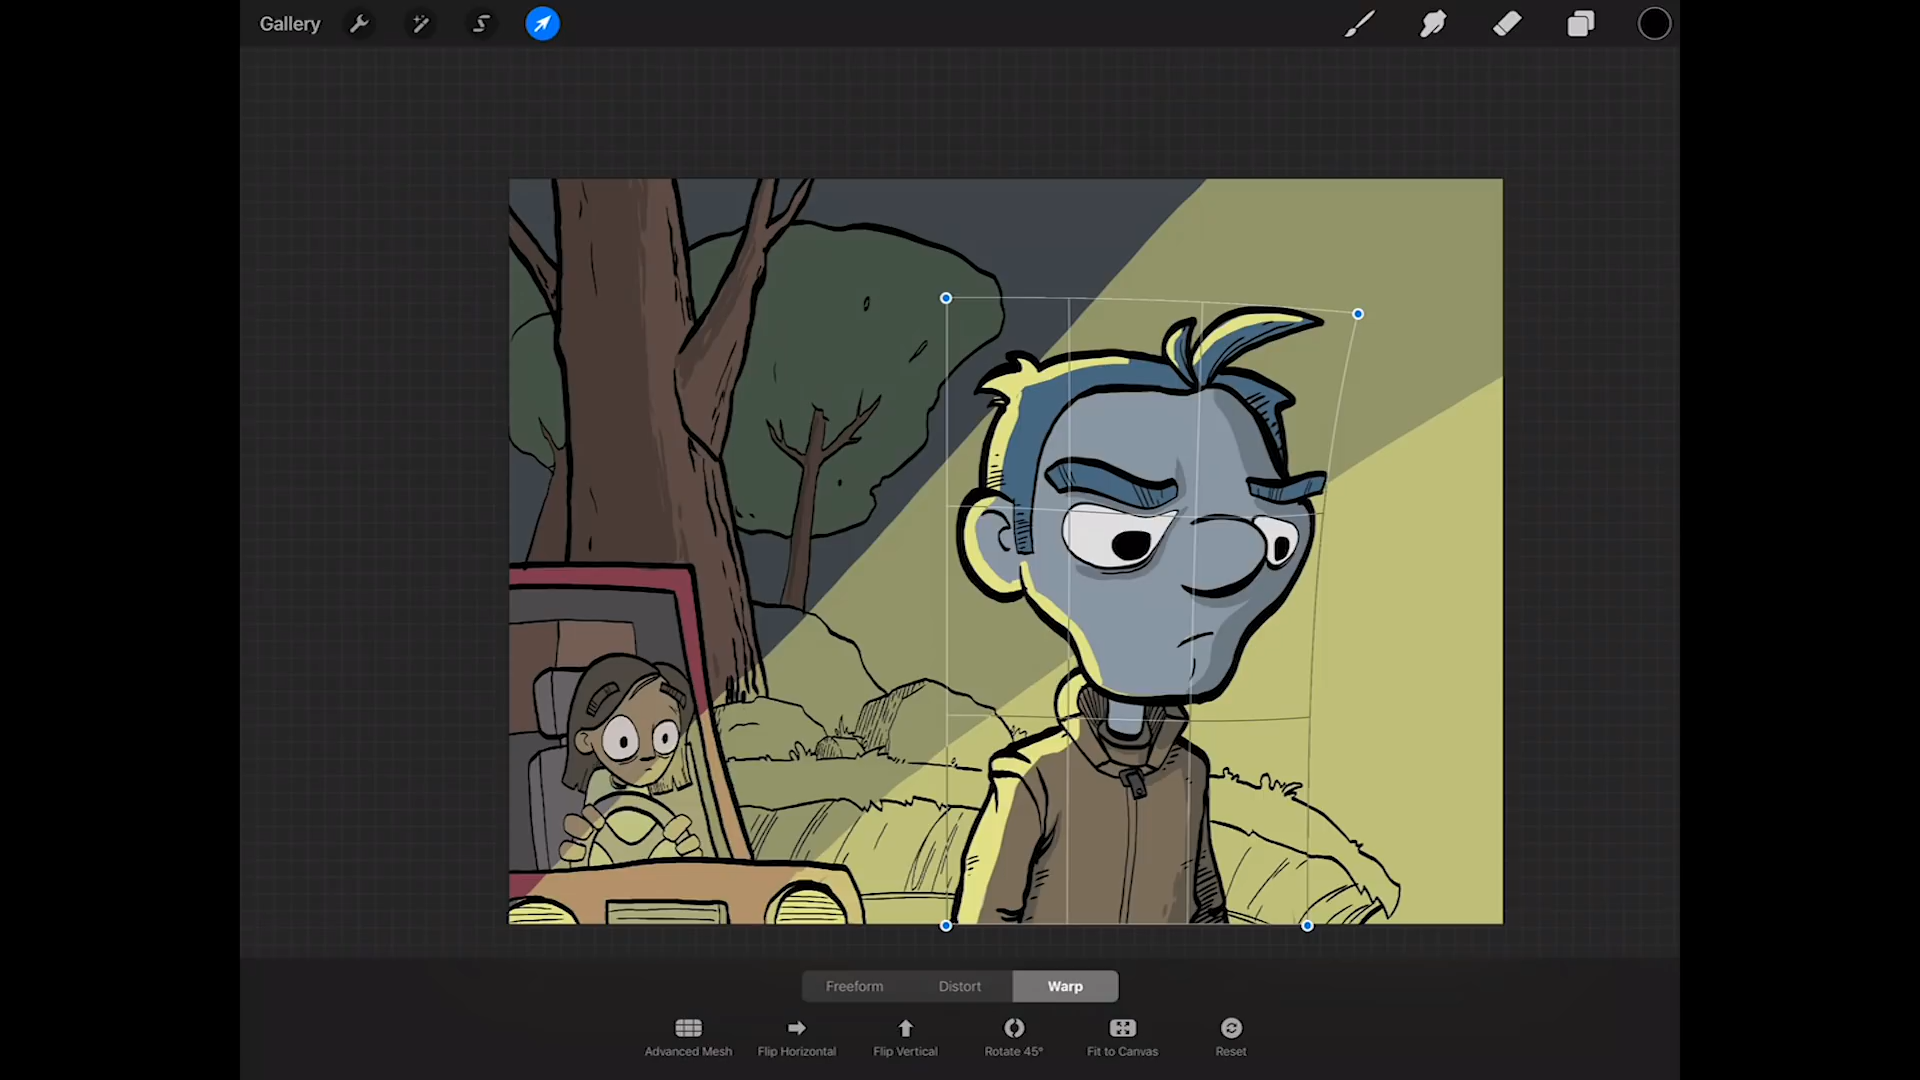 Gallery
Freeform Distort Warp
Advanced Mesh Flip Horizontal Flip Vertical Rotate 45° Fit to Canvas Reset